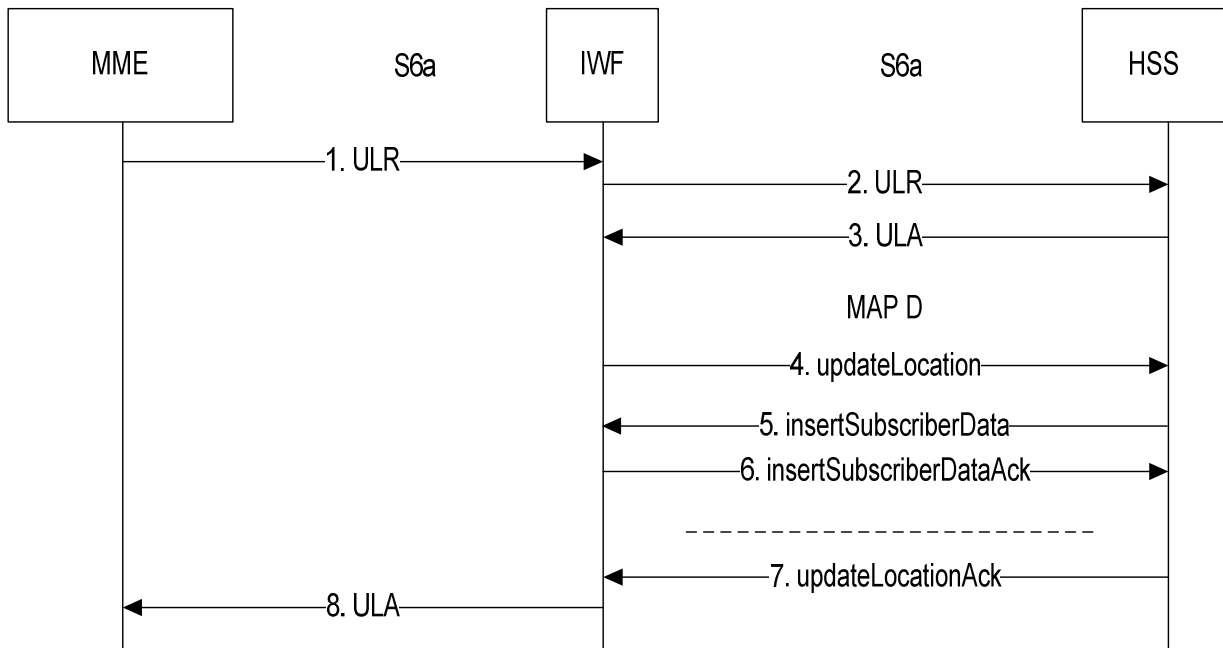 MME
S6a
IWF
S6a
HSS
1. ULR
2. ULR
3. ULA
MAP D
4. updateLocation
5. insertSubscriberData
6. insertSubscriberDataAck
7. updateLocationAck
8. ULA